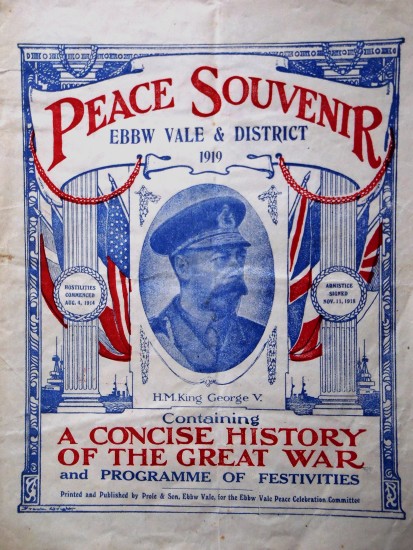 PEACE SOUVENIR
EBBW VALE & DISTRICT
1919
HOSTILITIES
COMMENCED
AUG. 4, 1914
ARMISTICE
SIGNED
NOV. 11, 1918
H.M. King George V.
Containing
A CONCISE HISTORY
OF THE GREAT WAR
and PROGRAMME OF FESTIVITIES
Printed and Published by Prole & Son, Ebbw Vale, for the Ebbw Vale Peace Celebration Committee